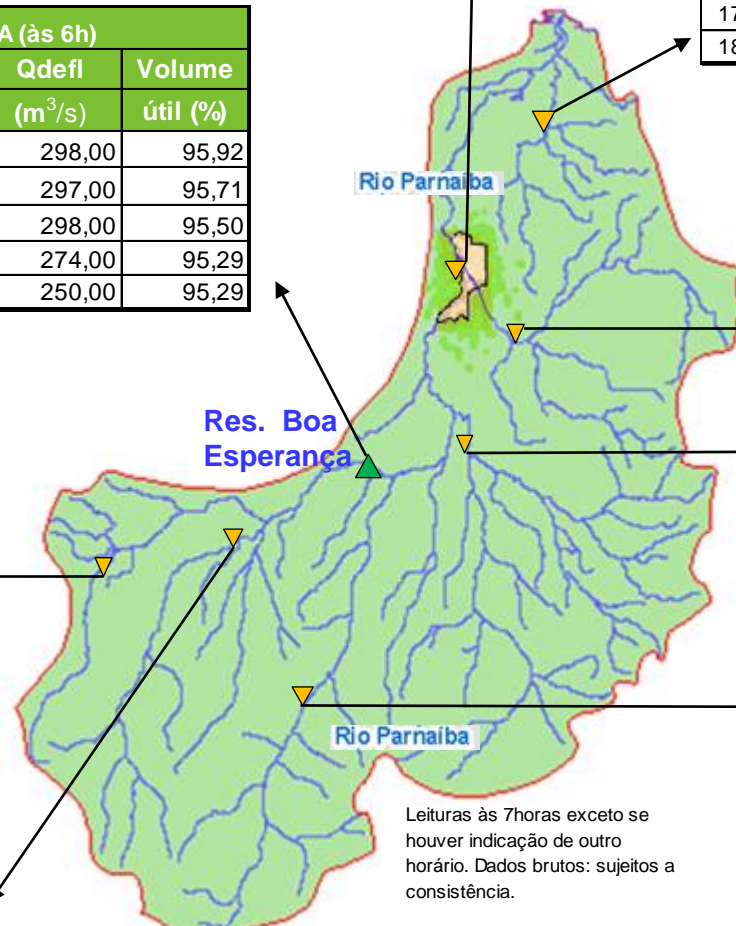 A (às 6h)
Qdefl Volume
(m³/s) útil (%)
298,00 95,92
297,00 95,71
298,00 95,50
274,00 95,29
250,00 95,29
17
18
Rio Parnaíba
Res. Boa
Esperança
Rio Parnaíba
Leituras às 7horas exceto se
houver indicação de outro
horário. Dados brutos: sujeitos a
consistência.